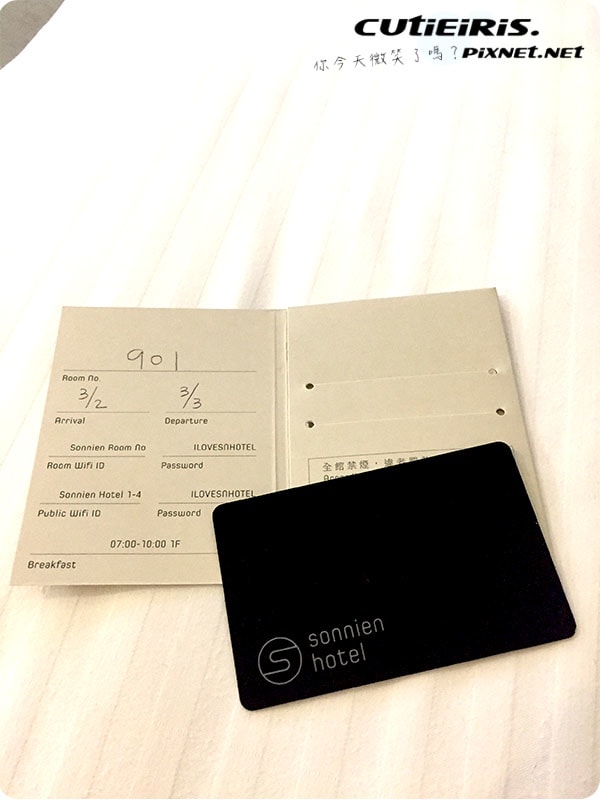 CUTiEiRiS.
你今天微笑了嗎？PIXNET.NET
901
Room No.
3/2 3/3
Arrival Departure
Sonnien Room No ILOVESNHOTEL
Room Wifi ID Password
Sonnien Hotel 1-4 ILOVESNHOTEL
Public Wifi ID Password
07:00-10:00 1F
Breakfast
全館禁煙，違者
sonnien
hotel